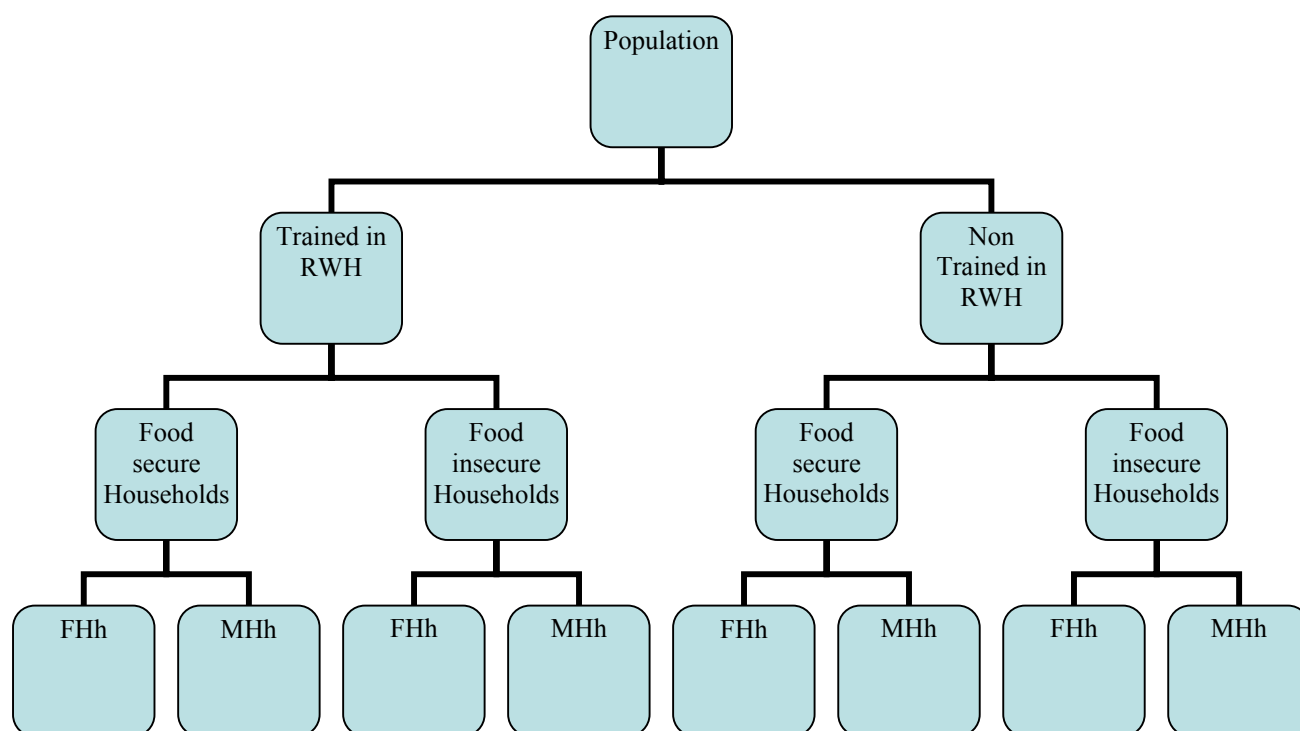 Population
Trained in
RWH
Non
Trained in
RWH
Food
secure
Households
Food
insecure
Households
Food
secure
Households
Food
insecure
Households
FHh
MHh
FHh
MHh
FHh
MHh
FHh
MHh